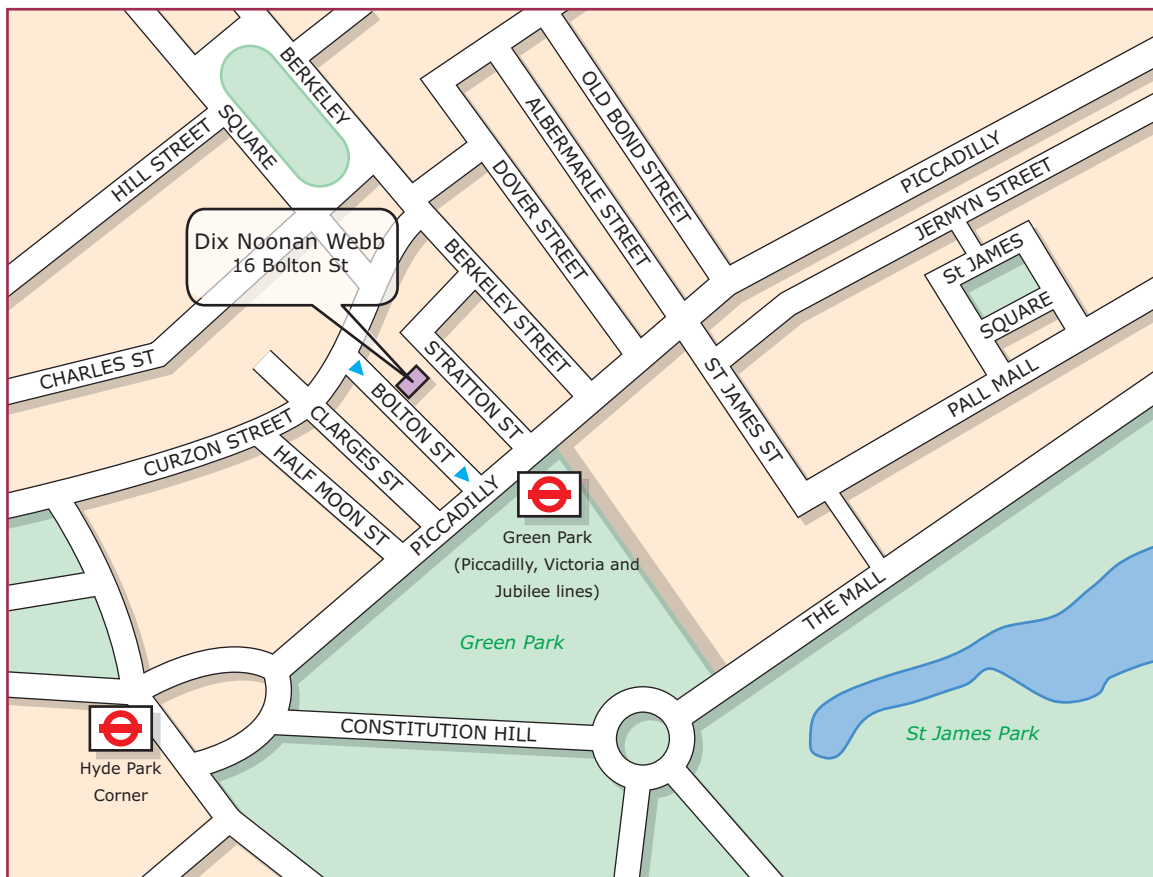 BERKELEY
SQUARE
HILL STREET
OLD BOND STREET
ALBERMARLE STREET
DOVER STREET
PICCADILLY
JERMYN STREET
St JAMES
SQUARE
Dix Noonan Webb
16 Bolton St
BERKELEY STREET
STRATTON ST
CHARLES ST
BOLTON ST
CURZON STREET
CLARGES ST
HALF MOON ST
PICCADILLY
ST JAMES ST
PALL MALL
Green Park
(Piccadilly, Victoria and
Jubilee lines)
THE MALL
Green Park
CONSTITUTION HILL
St James Park
Hyde Park
Corner